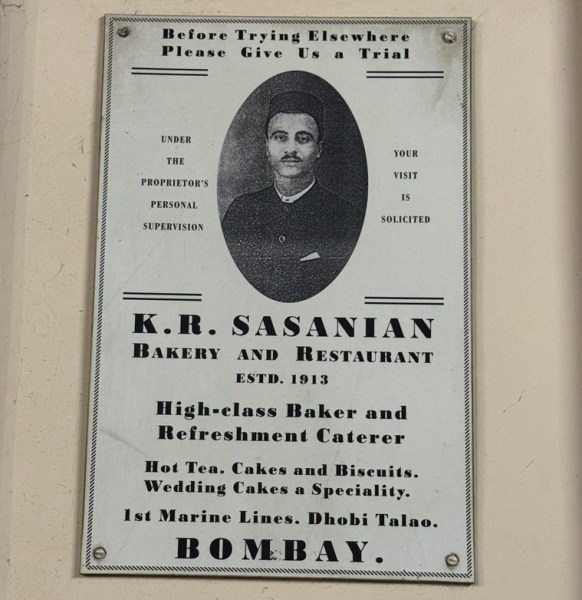 Before Trying Elsewhere
Please Give Us a Trial
UNDER
THE
PROPRIETOR'S
PERSONAL
SUPERVISION
YOUR
VISIT
IS
SOLICITED
K.R. SASANIAN
BAKERY AND RESTAURANT
ESTD. 1913
High-class Baker and
Refreshment Caterer
Hot Tea. Cakes and Biscuits.
Wedding Cakes a Speciality.
1st Marine Lines. Dhobi Talao.
BOMBAY.